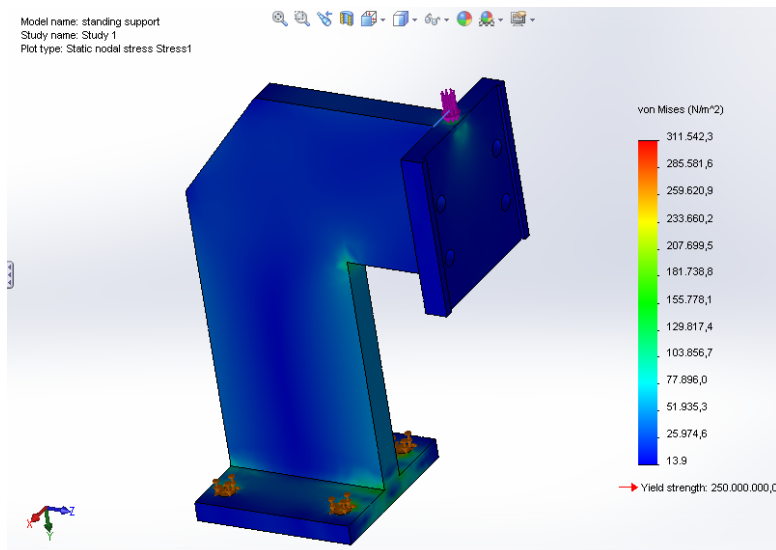 Model name: standing support
Study name: Study 1
Plot type: Static nodal stress Stress1
von Mises (N/m^2)
311.542,3
285.581,6
259.620,9
233.660,2
207.699,5
181.738,8
155.778,1
129.817,4
103.856,7
77.896,0
51.935,3
25.974,6
13.9
Yield strength: 250.000.000,0
X
Y
Z